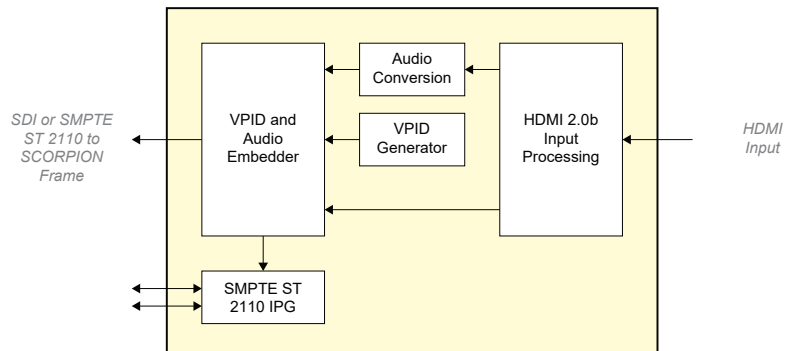 SDI or SMPTE
ST 2110 to
SCORPION
Frame
VPID and
Audio
Embedder
Audio
Conversion
VPID
Generator
HDMI 2.0b
Input
Processing
HDMI
Input
SMPTE ST
2110 IPG